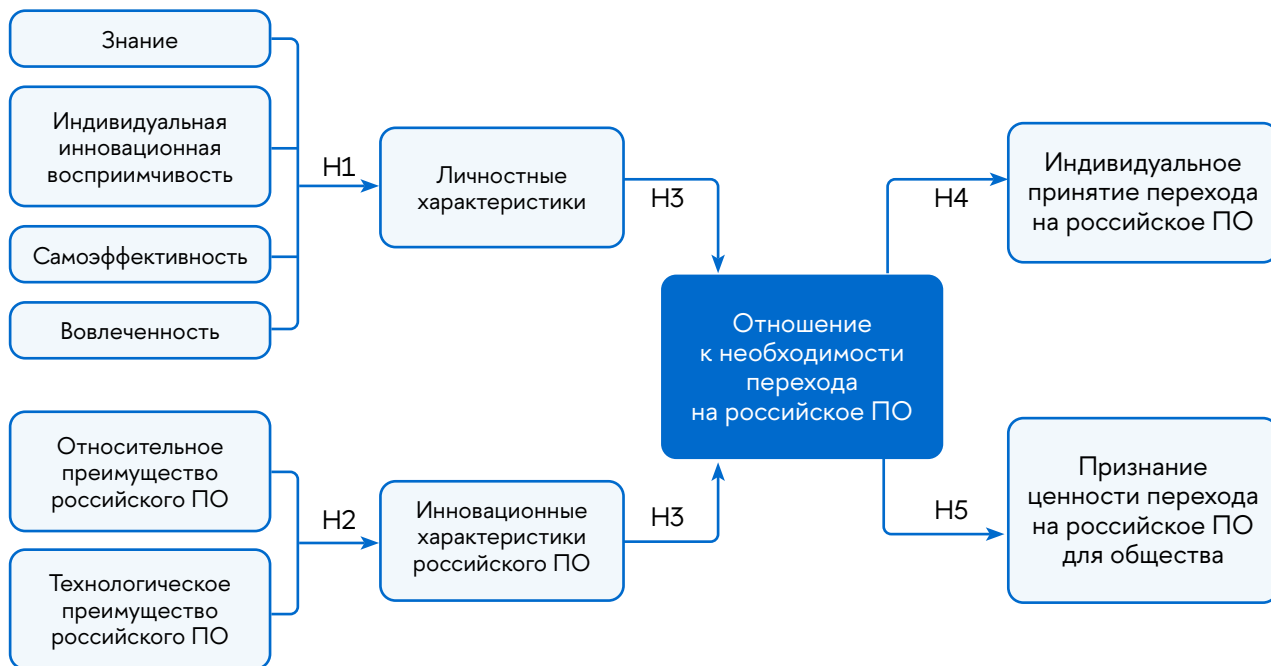 Знание
Индивидуальная
инновационная
восприимчивость
Самоэффективность
Вовлеченность
H1
Личностные
характеристики
H3
Относительное
преимущество
российского ПО
Технологическое
преимущество
российского ПО
H2
Инновационные
характеристики
российского ПО
H3
Отношение
к необходимости
перехода
на российское ПО
H4
Индивидуальное
принятие перехода
на российское ПО
H5
Признание
ценности перехода
на российское ПО
для общества